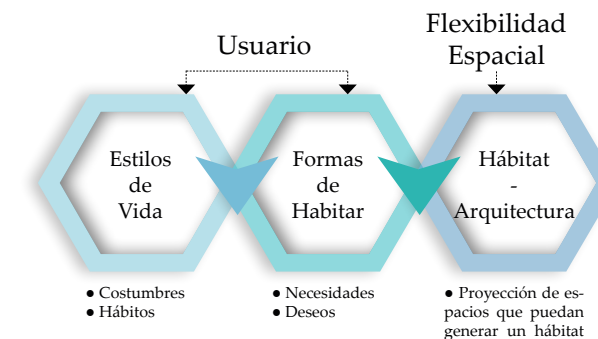 Usuario
Flexibilidad
Espacial
Estilos
de
Vida
Formas
de
Habitar
Hábitat
-
Arquitectura
● Costumbres
● Hábitos
● Necesidades
● Deseos
● Proyección de es-
pacios que puedan
generar un hábitat